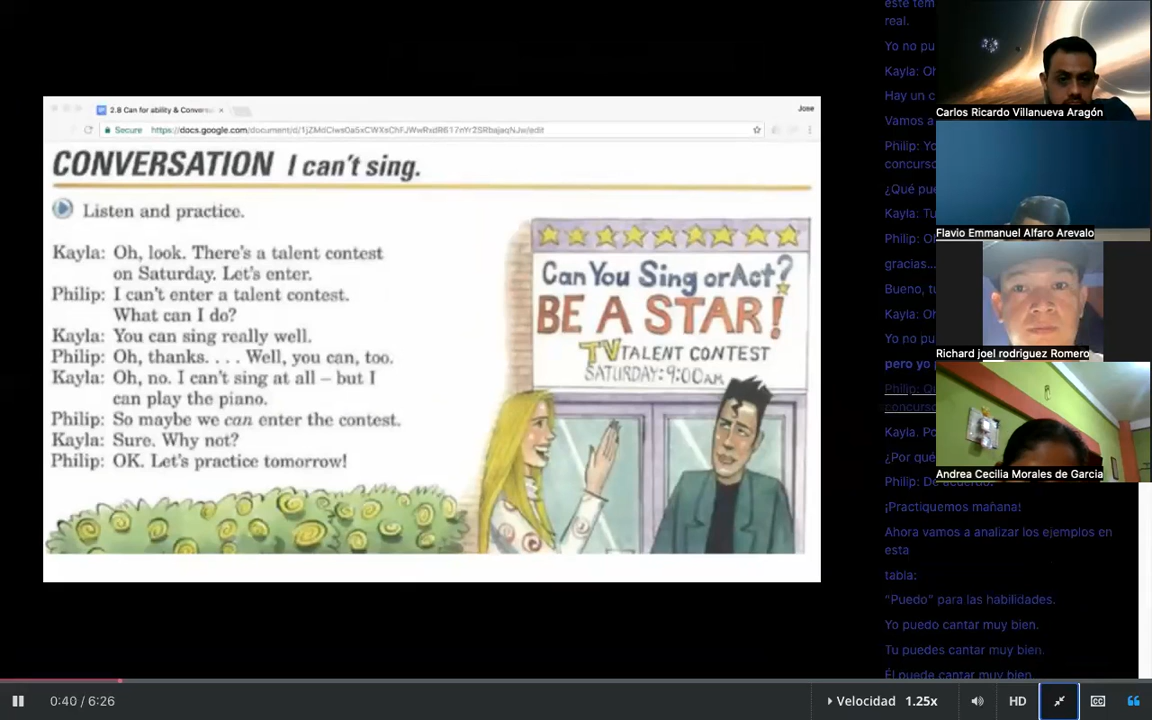 2.8 Can for ability & Convers
Jose
Secure
CONVERSATION I can't sing.
Listen and practice.
Kayla: Oh, look. There's a talent contest
on Saturday. Let's enter.
Philip: I can't enter a talent contest.
What can I do?
Kayla: You can sing really well.
Philip: Oh, thanks. . . . Well, you can, too.
Kayla: Oh, no. I can't sing at all – but I
can play the piano.
Philip: So maybe we can enter the contest.
Kayla: Sure. Why not?
Philip: OK. Let's practice tomorrow!
Can You Sing or Act?
BE A STAR!
TV TALENT CONTEST
SATURDAY: 9:00 AM
este tem
real.
Yo no pu
Kayla: Oh
Hay un c
Vamos a
Philip: Yo
concurso
¿Qué pue
Kayla: Tu
Philip: O
gracias...
Bueno, tu
Kayla: Oh
Yo no pu
pero yo
Philip: Qu
concurso
Kayla. Po
¿Por qué
Philip: De acuerdo.
¡Practiquemos mañana!
Ahora vamos a analizar los ejemplos en
esta
tabla:
"Puedo" para las habilidades.
Yo puedo cantar muy bien.
Tu puedes cantar muy bien.
Él puede cantar muy bien
Carlos Ricardo Villanueva Aragón
Flavio Emmanuel Alfaro Arevalo
Richard joel rodriguez Romero
Andrea Cecilia Morales de Garcia
0:40 / 6:26
Velocidad 1.25x
HD
CC